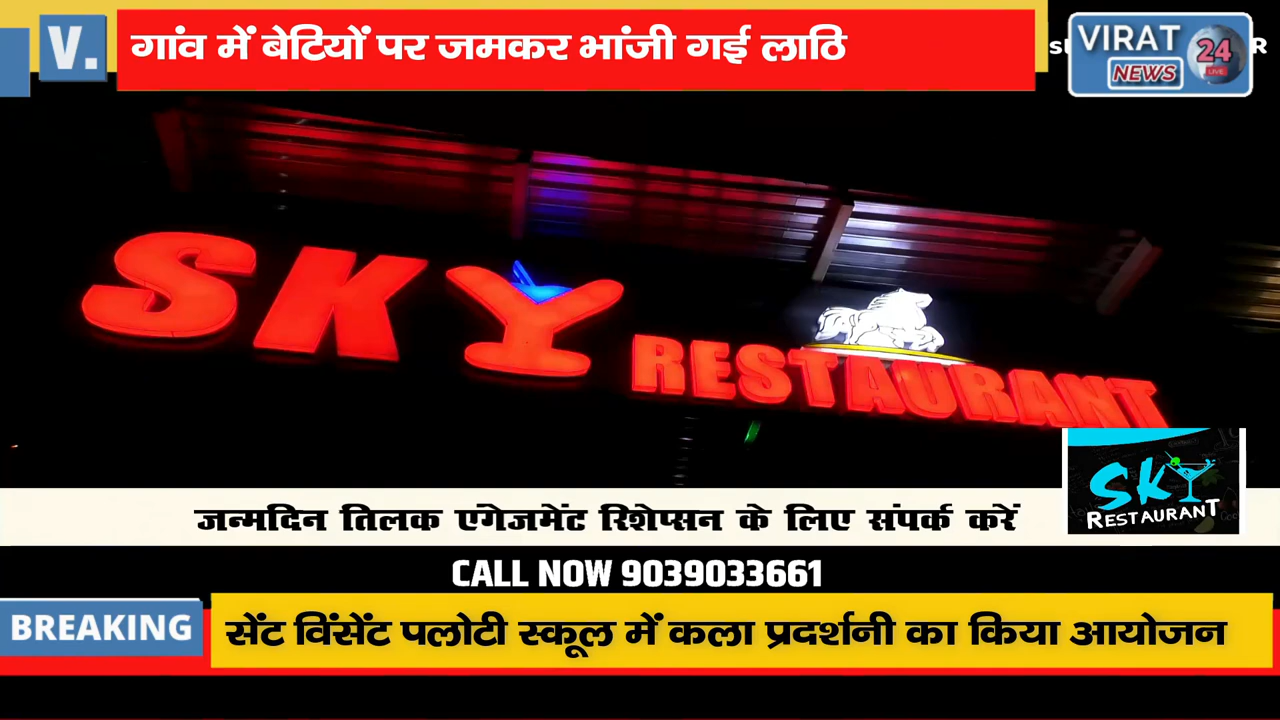 V.
गांव में बेटियों पर जमकर भांजी गई लाठि
VIRAT
24
NEWS
LIVE
SKY
RESTAURANT
SKY
RESTAURANT
जन्मदिन तिलक एंगेजमेंट रिशेप्सन के लिए संपर्क करें
CALL NOW 9039033661
BREAKING
सेंट विंसेंट पलोटी स्कूल में कला प्रदर्शनी का किया आयोजन